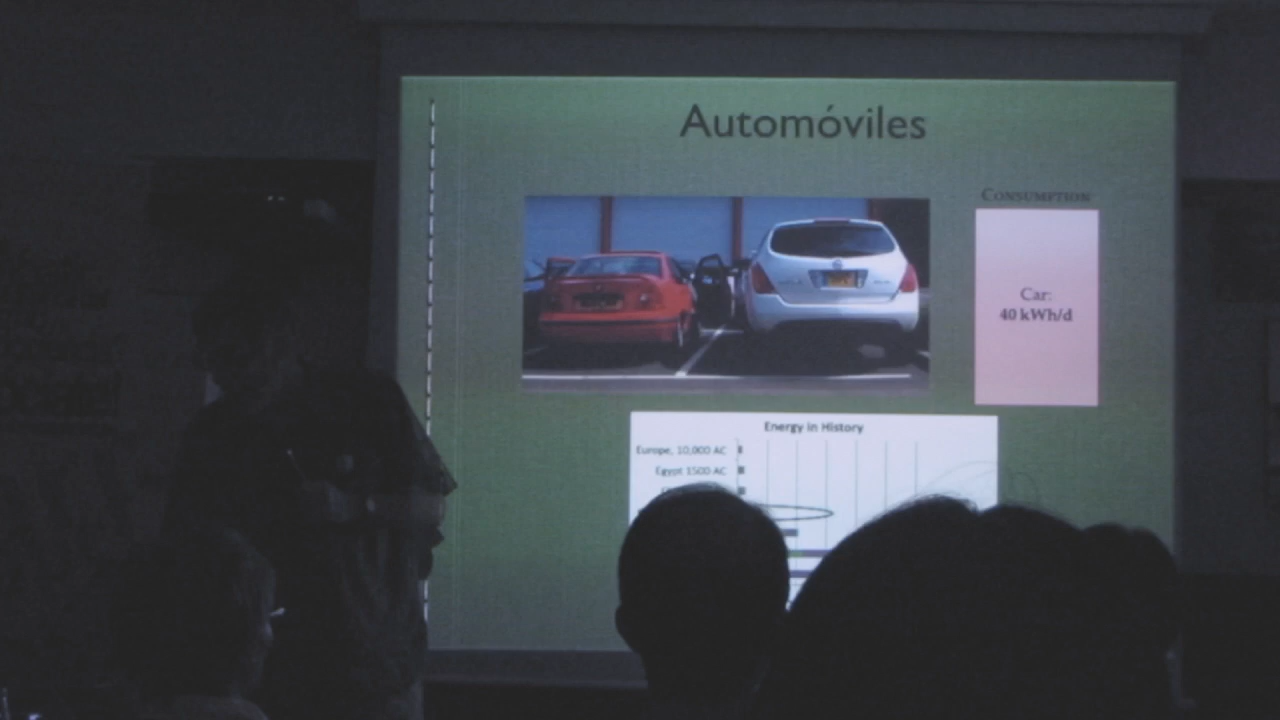 Automóviles
CONSUMPTION
Car:
40 kWh/d
Energy in History
Europe, 10,000 AC
Egypt 1500 AC